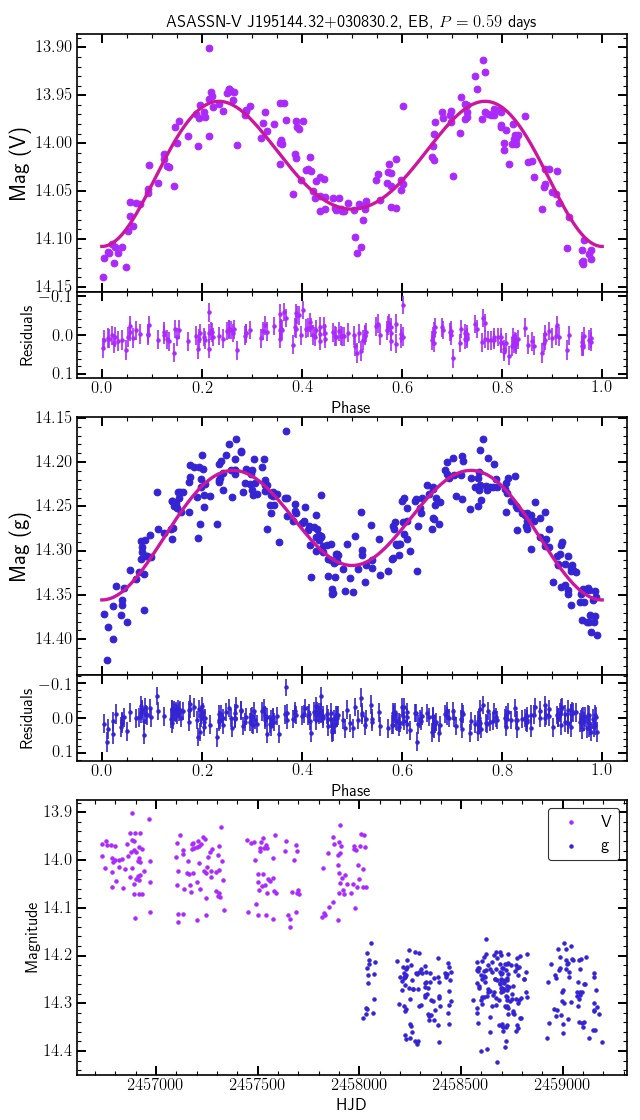 ASASSN-V J195144.32+030830.2, EB, P = 0.59 days
13.90
13.95
14.00
14.05
14.10
14.15
Mag (V)
−0.1
0.0
0.1
Residuals
0.0 0.2 0.4 0.6 0.8 1.0
Phase
14.15
14.20
14.25
14.30
14.35
14.40
Mag (g)
−0.1
0.0
0.1
Residuals
0.0 0.2 0.4 0.6 0.8 1.0
Phase
13.9
14.0
14.1
14.2
14.3
14.4
Magnitude
V
g
2457000 2457500 2458000 2458500 2459000
HJD